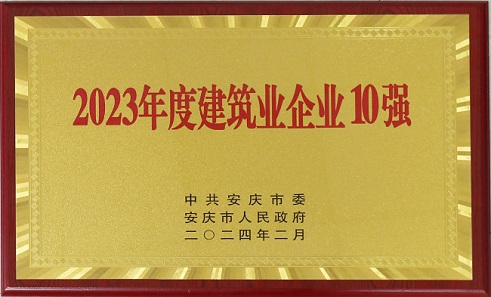 2023年度建筑业企业10强
中共安庆市委
安庆市人民政府
二〇二四年二月